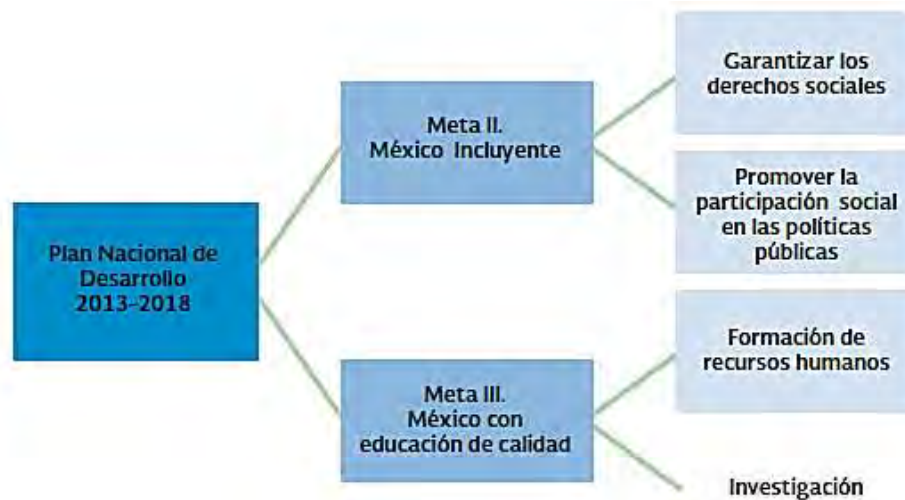 Plan Nacional de
Desarrollo
2013-2018
Meta II.
México Incluyente
Garantizar los
derechos sociales
Promover la
participación social
en las políticas
públicas
Meta III.
México con
educación de calidad
Formación de
recursos humanos
Investigación